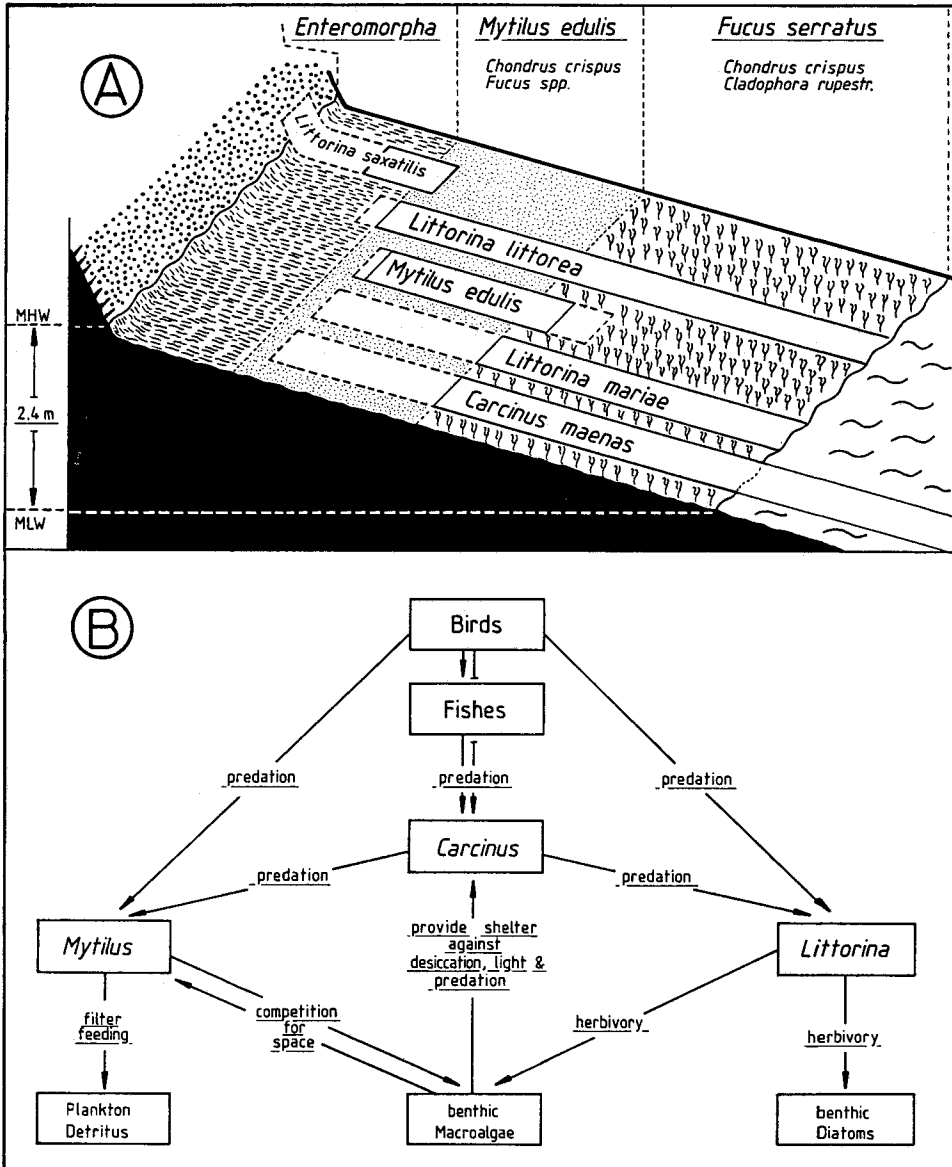 A
Enteromorpha
Mytilus edulis
Chondrus crispus
Fucus spp.
Fucus serratus
Chondrus crispus
Cladophora rupestr.
Littorina saxatilis
Littorina littorea
Mytilus edulis
Littorina mariae
Carcinus maenas
MHW
2.4 m
MLW
B
Birds
Fishes
predation
predation
predation
Carcinus
predation
predation
Mytilus
provide shelter
against
desiccation, light &
predation
Littorina
filter
feeding
competition
for
space
herbivory
herbivory
Plankton
Detritus
benthic
Macroalgae
benthic
Diatoms